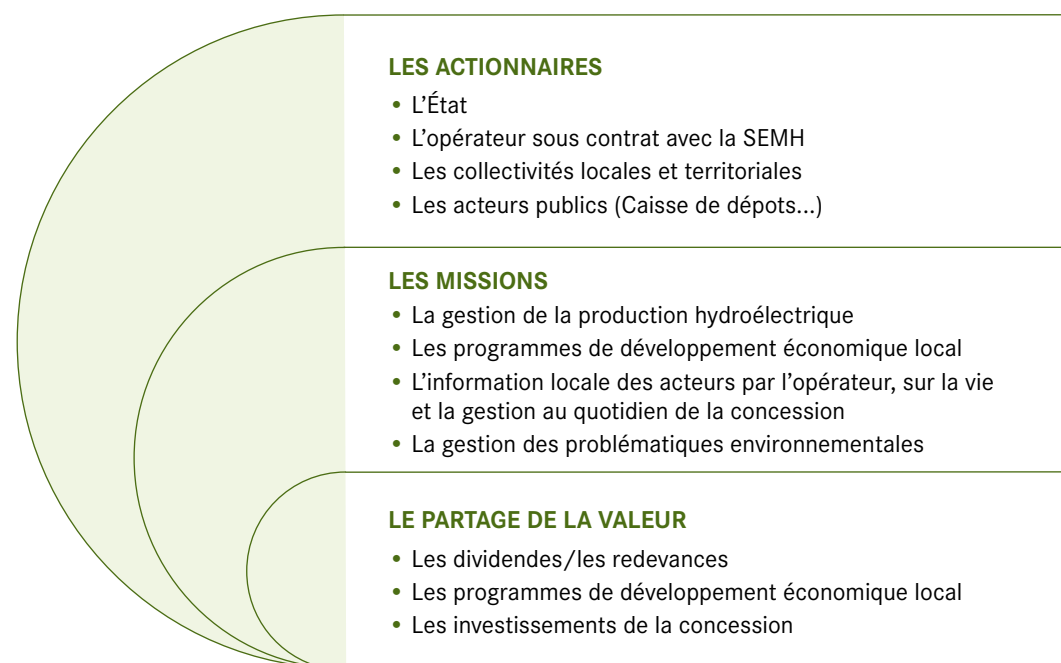 LES ACTIONNAIRES
• L’État
• L’opérateur sous contrat avec la SEMH
• Les collectivités locales et territoriales
• Les acteurs publics (Caisse de dépots...)
LES MISSIONS
• La gestion de la production hydroélectrique
• Les programmes de développement économique local
• L’information locale des acteurs par l’opérateur, sur la vie
et la gestion au quotidien de la concession
• La gestion des problématiques environnementales
LE PARTAGE DE LA VALEUR
• Les dividendes/les redevances
• Les programmes de développement économique local
• Les investissements de la concession